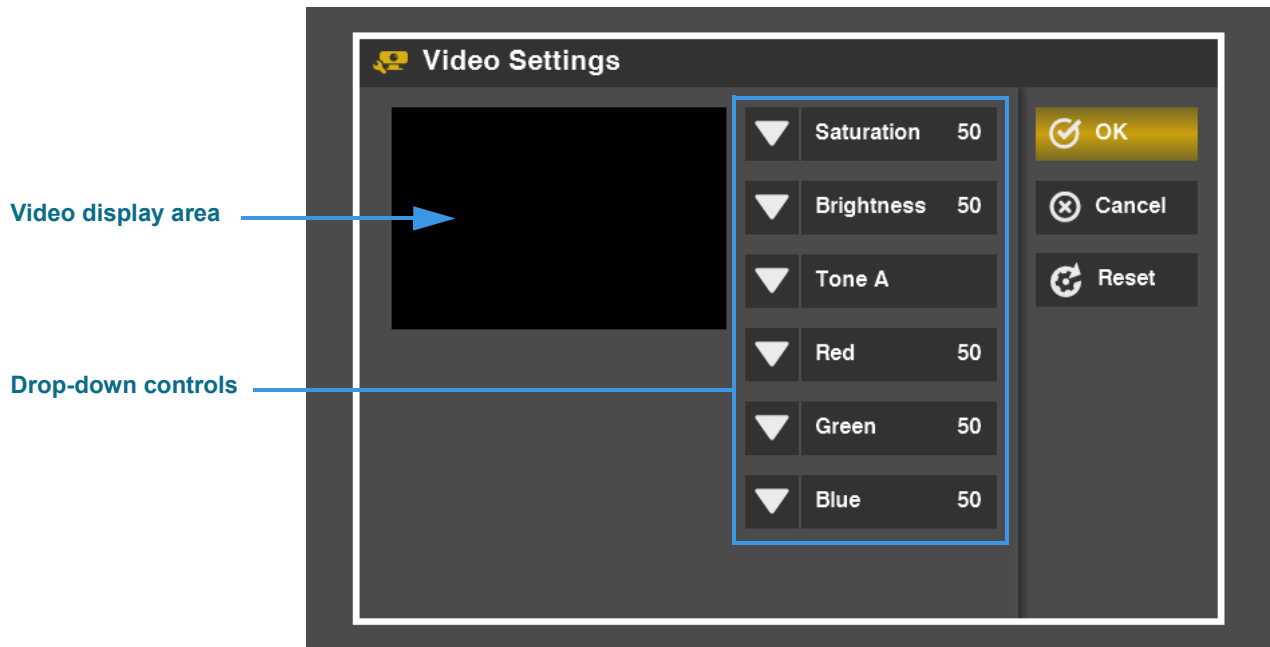 Video Settings
Saturation 50
OK
Video display area
Brightness 50
Cancel
Tone A
Reset
Red 50
Drop-down controls
Green 50
Blue 50